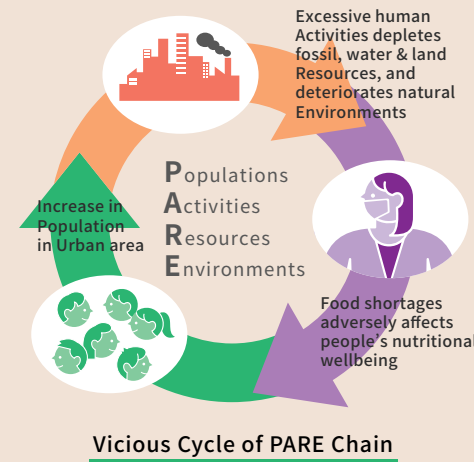 Excessive human
Activities depletes
fossil, water & land
Resources, and
deteriorates natural
Environments
Populations
Activities
Resources
Environments
Increase in
Population
in Urban area
Food shortages
adversely affects
people's nutritional
wellbeing
Vicious Cycle of PARE Chain